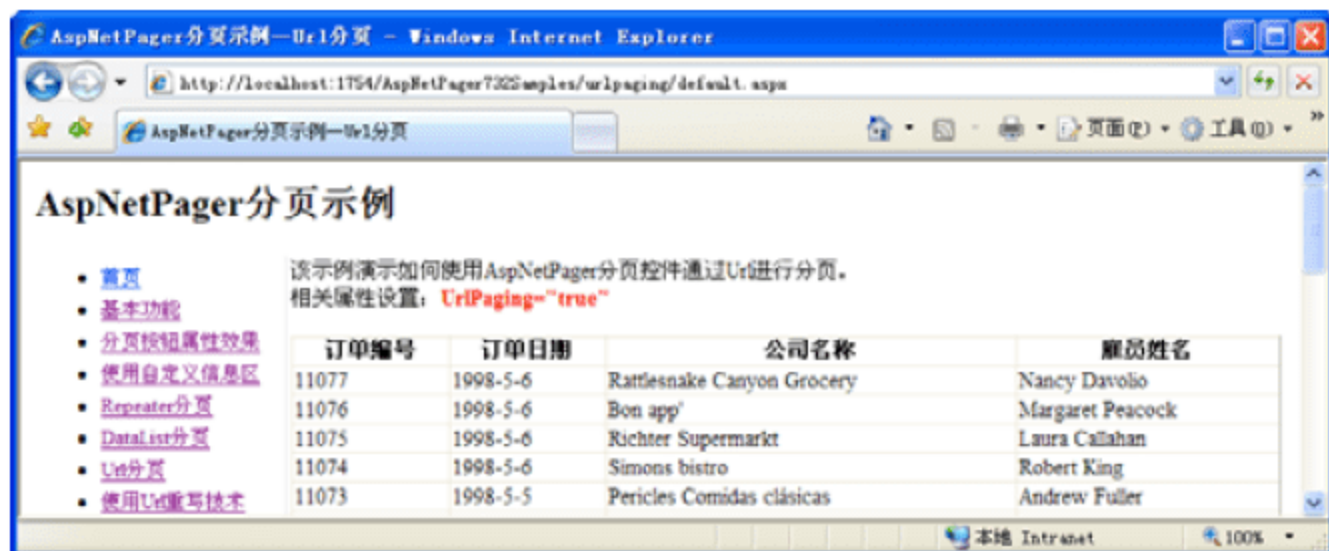 AspNetPager分页示例—Url分页 - Windows Internet Explorer
http://localhost:1754/AspNetPager732Samples/urlpaging/default.aspx
AspNetPager分页示例—Url分页
页面(P)
工具(O)
AspNetPager分页示例
首页
基本功能
分页按钮属性效果
使用自定义信息区
Repeater分页
DataList分页
Url分页
使用Url重写技术
该示例演示如何使用AspNetPager分页控件通过Url进行分页。
相关属性设置：UrlPaging="true"
订单编号 订单日期 公司名称 雇员姓名
11077 1998-5-6 Rattlesnake Canyon Grocery Nancy Davolio
11076 1998-5-6 Bon app' Margaret Peacock
11075 1998-5-6 Richter Supermarkt Laura Callahan
11074 1998-5-6 Simons bistro Robert King
11073 1998-5-5 Pericles Comidas clásicas Andrew Fuller
本地 Intranet
100%